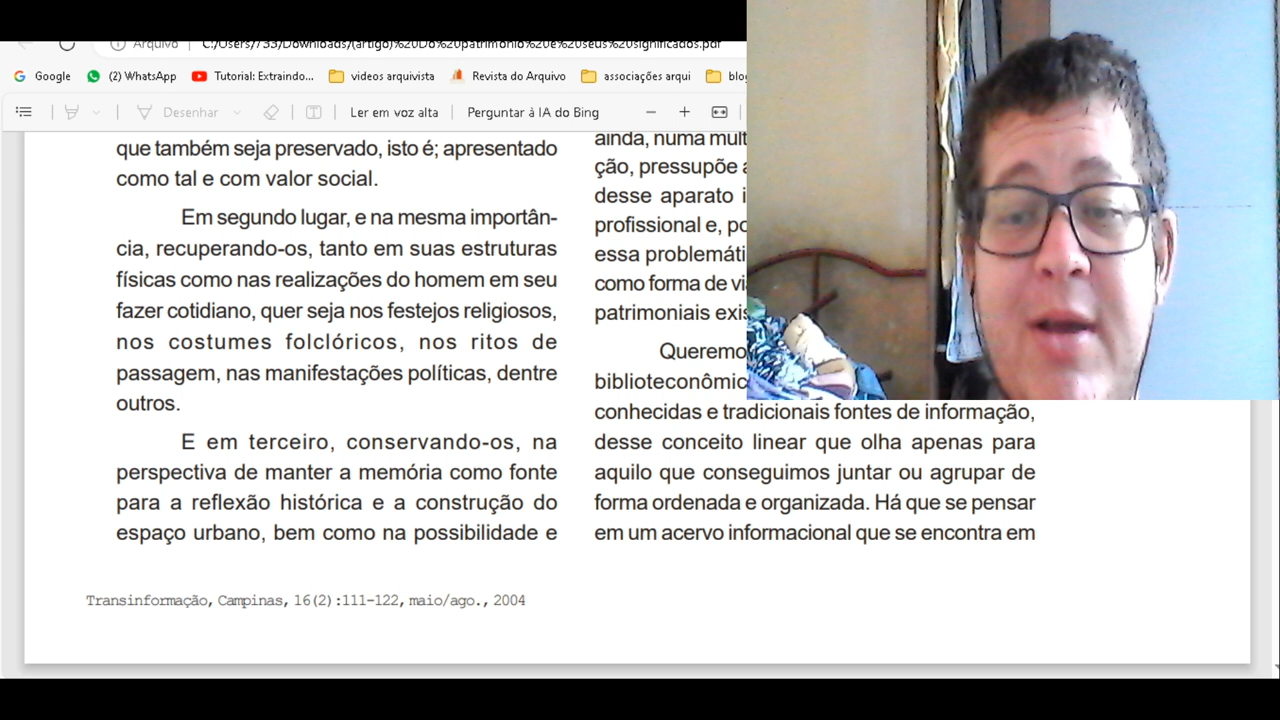 Arquivo C:/Users/733/Downloads/(artigo)%20Do%20patrimonio%20e%20seus%20significados.pdf
Google (2) WhatsApp Tutorial: Extraindo... videos arquivista Revista do Arquivo associações arqui blog
Desenhar Ler em voz alta Perguntar à IA do Bing
que também seja preservado, isto é; apresentado
como tal e com valor social.
Em segundo lugar, e na mesma importân-
cia, recuperando-os, tanto em suas estruturas
físicas como nas realizações do homem em seu
fazer cotidiano, quer seja nos festejos religiosos,
nos costumes folclóricos, nos ritos de
passagem, nas manifestações políticas, dentre
outros.
E em terceiro, conservando-os, na
perspectiva de manter a memória como fonte
para a reflexão histórica e a construção do
espaço urbano, bem como na possibilidade e
ainda, numa mult
ção, pressupõe a
desse aparato i
profissional e, po
essa problemáti
como forma de vi
patrimoniais exis
Queremo
biblioteconômic
conhecidas e tradicionais fontes de informação,
desse conceito linear que olha apenas para
aquilo que conseguimos juntar ou agrupar de
forma ordenada e organizada. Há que se pensar
em um acervo informacional que se encontra em
Transinformação, Campinas, 16(2):111-122, maio/ago., 2004